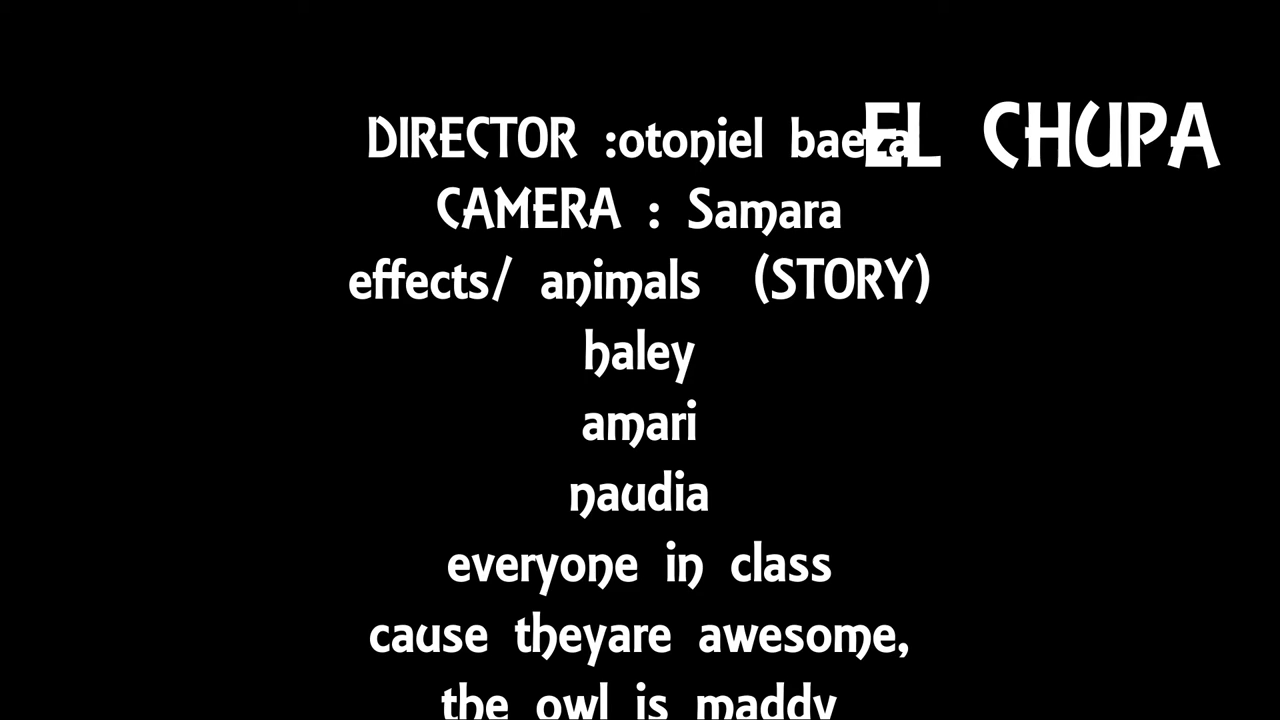 DIRECTOR :otoniel baeza
EL CHUPA
CAMERA : Samara
effects/ animals (STORY)
haley
amari
naudia
everyone in class
cause theyare awesome,
the owl is maddy